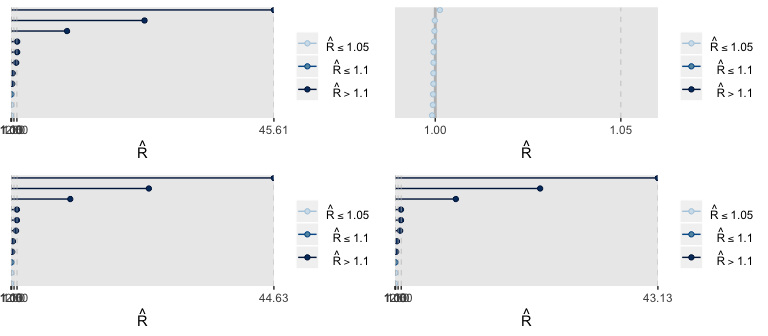 R̂ ≤ 1.05
R̂ ≤ 1.1
R̂ > 1.1
45.61
R̂
R̂ ≤ 1.05
R̂ ≤ 1.1
R̂ > 1.1
1.00 1.05
R̂
R̂ ≤ 1.05
R̂ ≤ 1.1
R̂ > 1.1
44.63
R̂
R̂ ≤ 1.05
R̂ ≤ 1.1
R̂ > 1.1
43.13
R̂